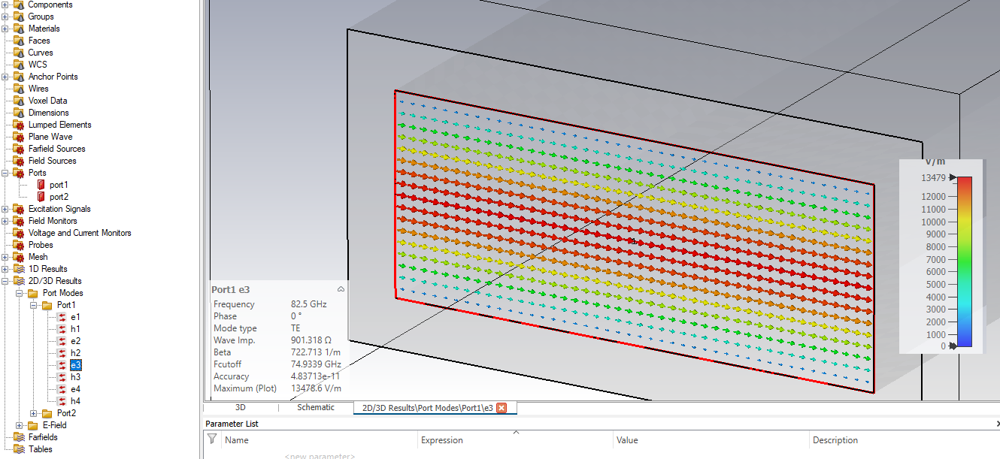 Components
Groups
Materials
Faces
Curves
WCS
Anchor Points
Wires
Voxel Data
Dimensions
Lumped Elements
Plane Wave
Farfield Sources
Field Sources
Ports
port1
port2
Excitation Signals
Field Monitors
Voltage and Current Monitors
Probes
Mesh
1D Results
2D/3D Results
Port Modes
Port1
e1
h1
e2
h2
e3
h3
e4
h4
Port2
E-Field
Farfields
Tables
1
V/m
13479
12000
11000
10000
9000
8000
7000
6000
5000
4000
3000
2000
1000
0
Port1 e3
Frequency 82.5 GHz
Phase 0 °
Mode type TE
Wave Imp. 901.318 Ω
Beta 722.713 1/m
Fcutoff 74.9339 GHz
Accuracy 4.83713e-11
Maximum (Plot) 13478.6 V/m
3D Schematic 2D/3D Results\Port Modes\Port1\e3
Parameter List
Name Expression Value Description
<new parameter>